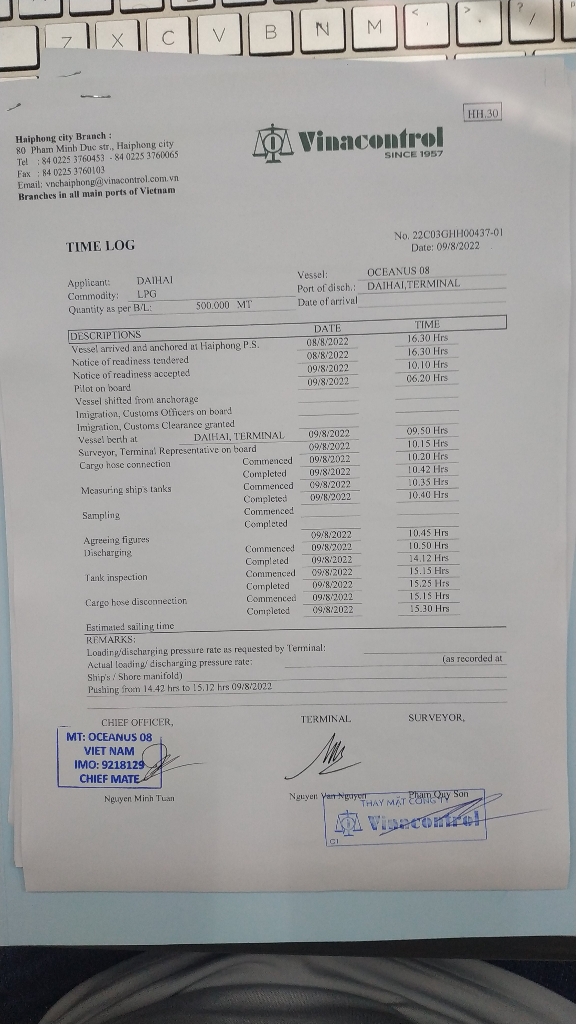 Z X C V B N M < , > . ? /
HH.30
Haiphong city Branch :
80 Pham Minh Duc str., Haiphong city
Tel : 84 0225 3760453 - 84 0225 3760065
Fax : 84 0225 3760103
Email: vnchaiphong@vinacontrol.com.vn
Branches in all main ports of Vietnam
Vinacontrol
SINCE 1957
TIME LOG
No. 22C03GHH00437-01
Date: 09/8/2022
Applicant: DAIHAI Vessel: OCEANUS 08
Commodity: LPG Port of disch.: DAIHAI,TERMINAL
Quantity as per B/L: 500.000 MT Date of arrival
DESCRIPTIONS DATE TIME
Vessel arrived and anchored at Haiphong P.S. 08/8/2022 16.30 Hrs
Notice of readiness tendered 08/8/2022 16.30 Hrs
Notice of readiness accepted 09/8/2022 10.10 Hrs
Pilot on board 09/8/2022 06.20 Hrs
Vessel shifted from anchorage
Imigration, Customs Officers on board
Imigration, Customs Clearance granted
Vessel berth at DAIHAI, TERMINAL 09/8/2022 09.50 Hrs
Surveyor, Terminal Representative on board 09/8/2022 10.15 Hrs
Cargo hose connection Commenced 09/8/2022 10.20 Hrs
Completed 09/8/2022 10.42 Hrs
Measuring ship's tanks Commenced 09/8/2022 10.35 Hrs
Completed 09/8/2022 10.40 Hrs
Sampling Commenced
Completed
Agreeing figures 09/8/2022 10.45 Hrs
Discharging Commenced 09/8/2022 10.50 Hrs
Completed 09/8/2022 14.12 Hrs
Tank inspection Commenced 09/8/2022 15.15 Hrs
Completed 09/8/2022 15.25 Hrs
Cargo hose disconnection Commenced 09/8/2022 15.15 Hrs
Completed 09/8/2022 15.30 Hrs
Estimated sailing time
REMARKS:
Loading/discharging pressure rate as requested by Terminal:
Actual loading/ discharging pressure rate: (as recorded at
Ship's / Shore manifold)
Pushing from 14.42 hrs to 15.12 hrs 09/8/2022
CHIEF OFFICER, TERMINAL SURVEYOR,
MT: OCEANUS 08
VIET NAM
IMO: 9218129
CHIEF MATE
Nguyen Minh Tuan Nguyen Van Nguyen Pham Quy Son
THAY MẶT CÔNG TY
Vinacontrol